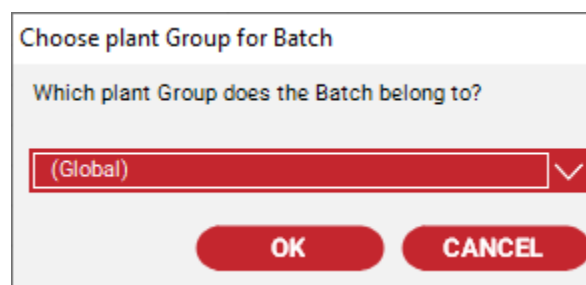 Choose plant Group for Batch
Which plant Group does the Batch belong to?
(Global)
OK CANCEL